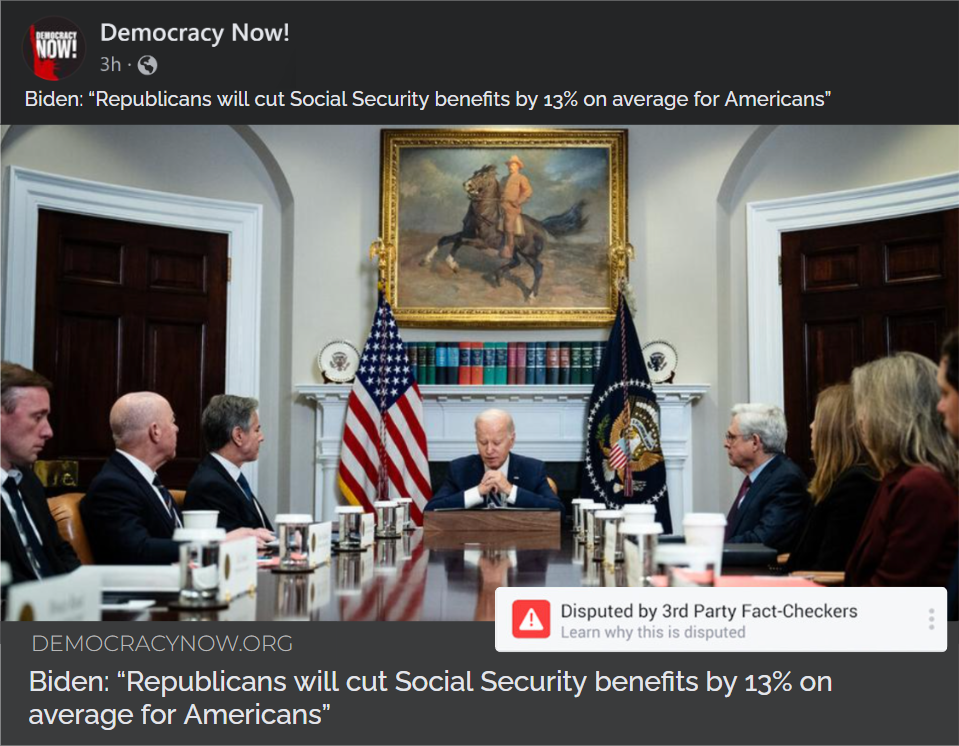 DEMOCRACY
NOW!
Democracy Now!
3h ·
Biden: “Republicans will cut Social Security benefits by 13% on average for Americans”
Disputed by 3rd Party Fact-Checkers
Learn why this is disputed
DEMOCRACYNOW.ORG
Biden: “Republicans will cut Social Security benefits by 13% on
average for Americans”